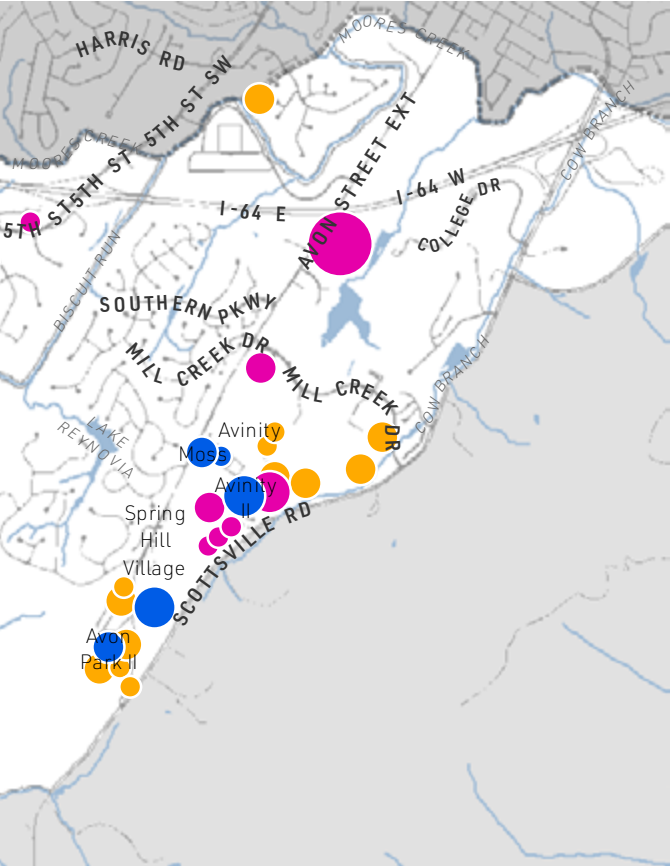 MOORES CREEK
HARRIS RD
5TH ST SW
COW BRANCH
AVON STREET EXT
MOORES CREEK
5TH ST
I-64 W
COLLEGE DR
I-64 E
5TH ST
BISCUIT RUN
SOUTHERN PKWY
MILL CREEK DR
MILL CREEK DR
COW BRANCH
LAKE
REYNOVIA
Avinity
Moss
Avinity
II
Spring
Hill
Village
SCOTTSVILLE RD
Avon
Park II